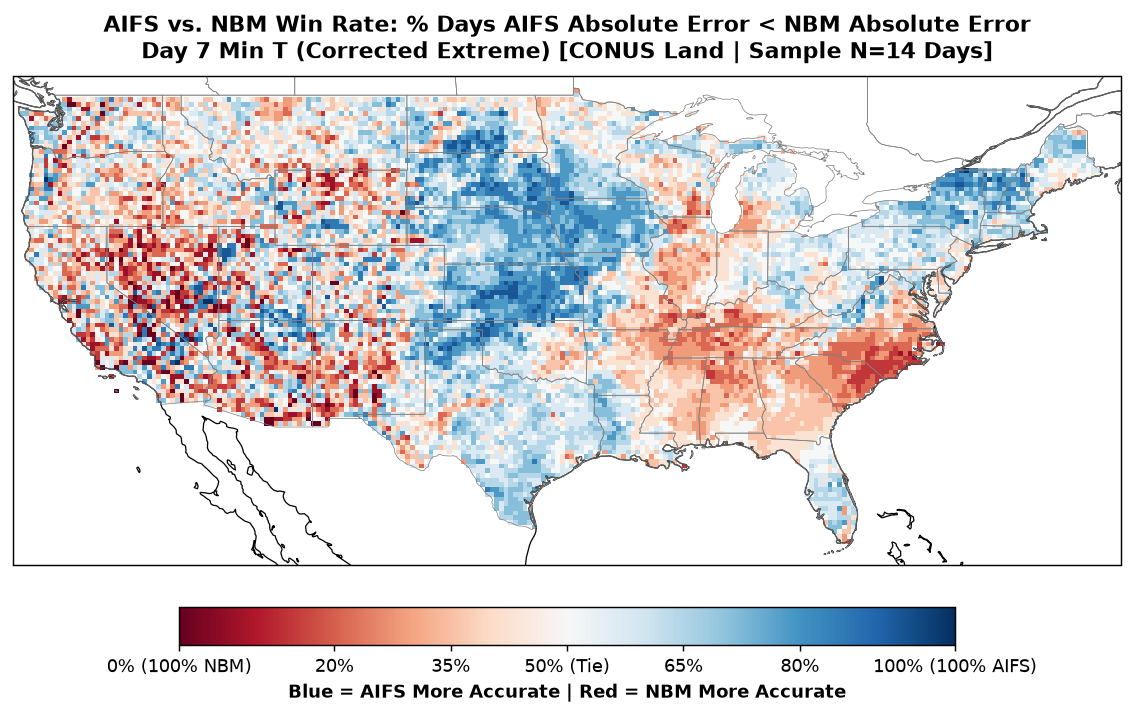 AIFS vs. NBM Win Rate: % Days AIFS Absolute Error < NBM Absolute Error
Day 7 Min T (Corrected Extreme) [CONUS Land | Sample N=14 Days]
0% (100% NBM) 20% 35% 50% (Tie) 65% 80% 100% (100% AIFS)
Blue = AIFS More Accurate | Red = NBM More Accurate